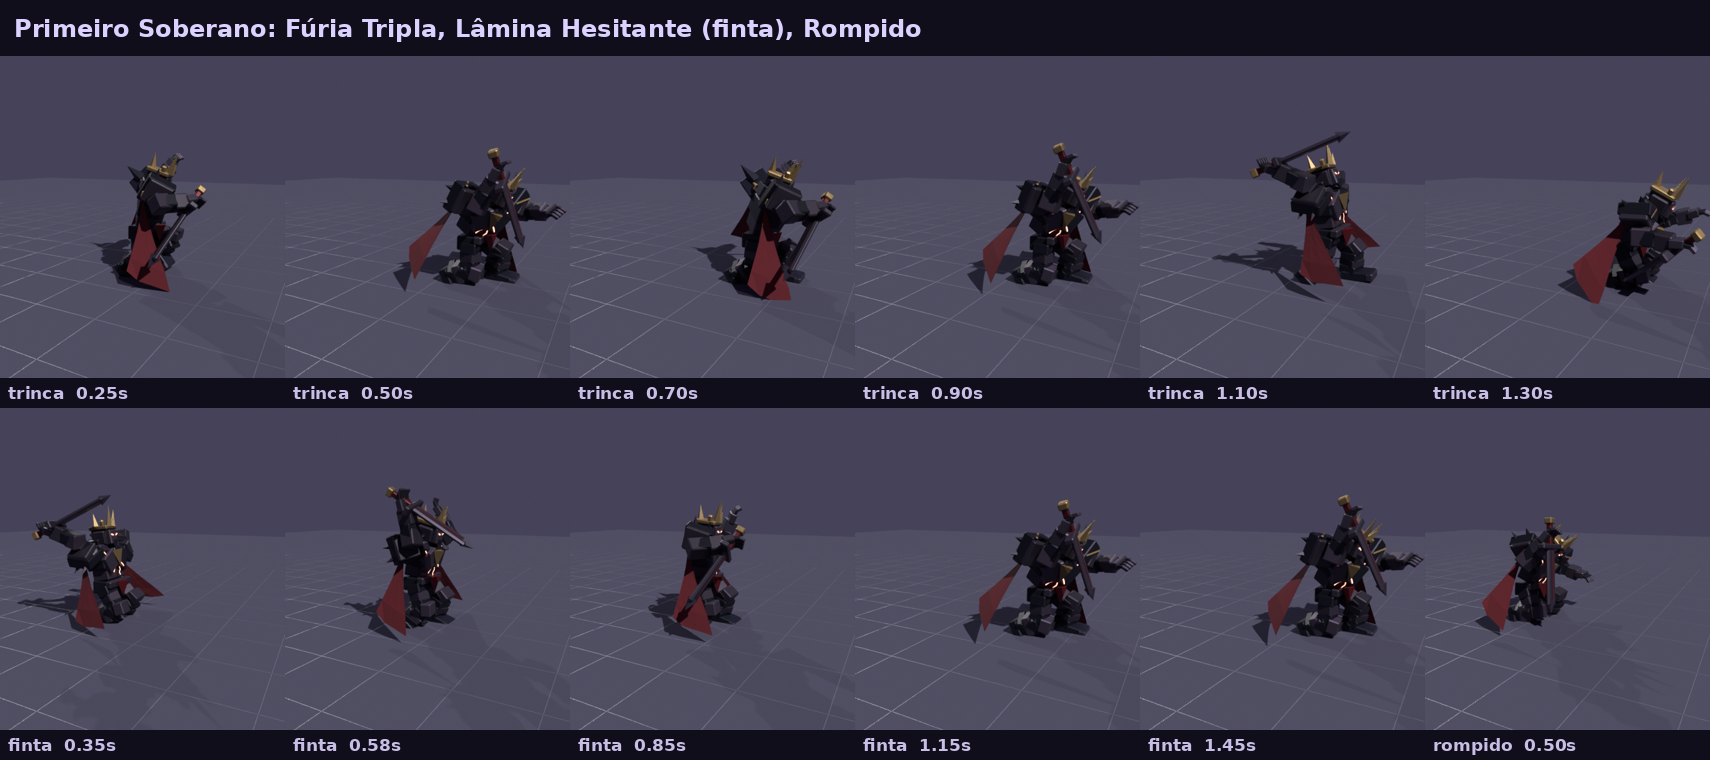 Primeiro Soberano: Fúria Tripla, Lâmina Hesitante (finta), Rompido
trinca 0.25s
trinca 0.50s
trinca 0.70s
trinca 0.90s
trinca 1.10s
trinca 1.30s
finta 0.35s
finta 0.58s
finta 0.85s
finta 1.15s
finta 1.45s
rompido 0.50s